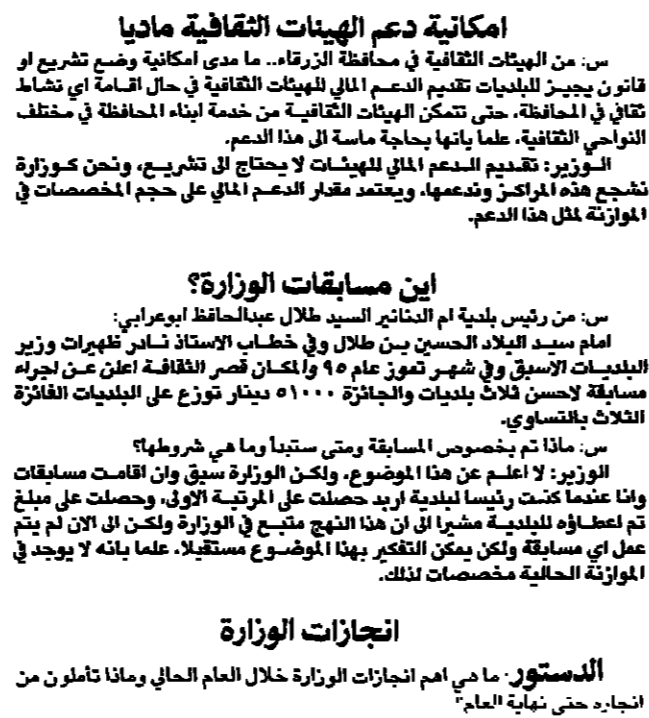 امكانية دعم الهيئات الثقافية ماديا
س: من الهيئات الثقافية في محافظة الزرقاء.. ما مدى امكانية وضع تشريع او
قانون يجيز للبلديات تقديم الدعم المالي للهيئات الثقافية في حال اقامة اي نشاط
ثقافي في المحافظة، حتى تتمكن الهيئات الثقافية من خدمة ابناء المحافظة في مختلف
النواحي الثقافية، علما بانها بحاجة ماسة الى هذا الدعم.
الوزير: تقديم الدعم المالي للهيئات لا يحتاج الى تشريع، ونحن كوزارة
نشجع هذه المراكز وندعمها، ويعتمد مقدار الدعم المالي على حجم المخصصات في
الموازنة لمثل هذا الدعم.
اين مسابقات الوزارة؟
س: من رئيس بلدية ام الدنانير السيد طلال عبدالحافظ ابوعرابي:
امام سيد البلاد الحسين بن طلال وفي خطاب الاستاذ نادر ظهيرات وزير
البلديات الاسبق وفي شهر تموز عام ٩٥ والمكان قصر الثقافة اعلن عن اجراء
مسابقة لاحسن ثلاث بلديات والجائزة ٥١٠٠٠ دينار توزع على البلديات الفائزة
الثلاث بالتساوي.
س: ماذا تم بخصوص المسابقة ومتى ستبدأ وما هي شروطها؟
الوزير: لا اعلم عن هذا الموضوع، ولكن الوزارة سبق وان اقامت مسابقات
وانا عندما كنت رئيسا لبلدية اربد حصلت على المرتبة الاولى، وحصلت على مبلغ
تم اعطاؤه للبلدية مشيرا الى ان هذا النهج متبع في الوزارة ولكن الى الان لم يتم
عمل اي مسابقة ولكن يمكن التفكير بهذا الموضوع مستقبلا، علما بانه لا يوجد في
الموازنة الحالية مخصصات لذلك.
انجازات الوزارة
الدستور: ما هي اهم انجازات الوزارة خلال العام الحالي وماذا تأملون من
انجازه حتى نهاية العام؟